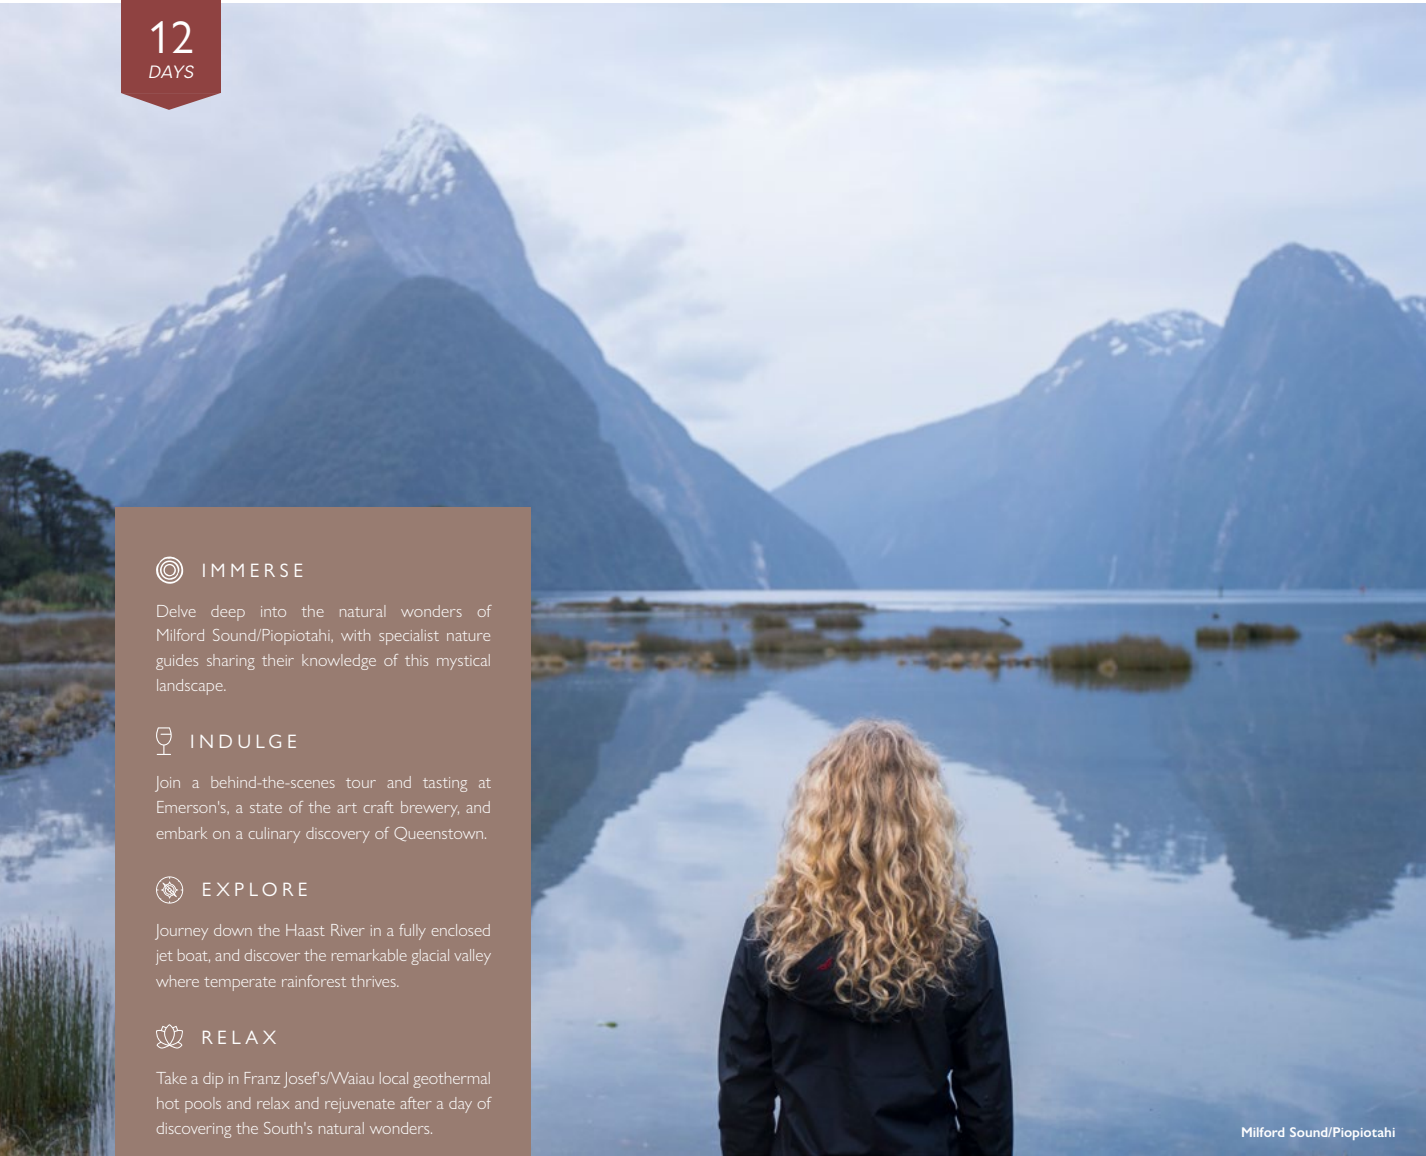 12
DAYS
IMMERSE
Delve deep into the natural wonders of
Milford Sound/Piopiotahi, with specialist nature
guides sharing their knowledge of this mystical
landscape.
INDULGE
Join a behind-the-scenes tour and tasting at
Emerson's, a state of the art craft brewery, and
embark on a culinary discovery of Queenstown.
EXPLORE
Journey down the Haast River in a fully enclosed
jet boat, and discover the remarkable glacial valley
where temperate rainforest thrives.
RELAX
Take a dip in Franz Josef's/Waiau local geothermal
hot pools and relax and rejuvenate after a day of
discovering the South's natural wonders.
Milford Sound/Piopiotahi